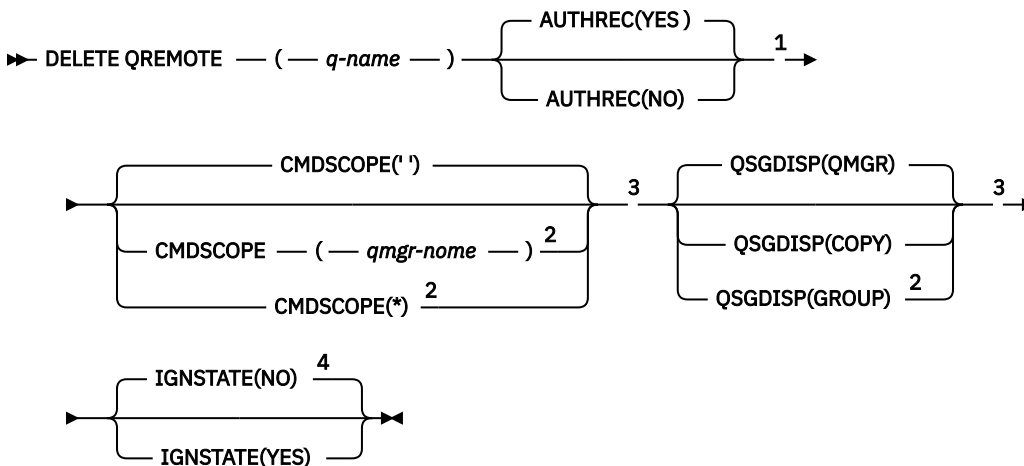 AUTHREC(YES )
DELETE QREMOTE ( q-name ) 1
AUTHREC(NO)
CMDSCOPE(' ') QSGDISP(QMGR)
3 3
CMDSCOPE ( qmgr-nome ) 2 QSGDISP(COPY)
CMDSCOPE(*) 2 QSGDISP(GROUP) 2
IGNSTATE(NO) 4
IGNSTATE(YES)